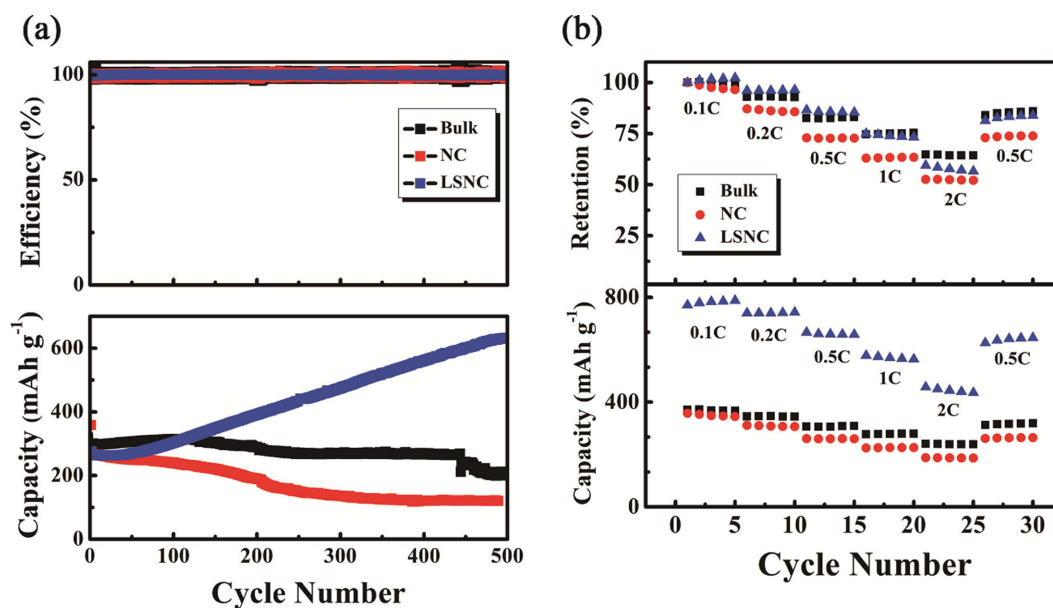 (a)
Efficiency (%)
100
50
0
Bulk
NC
LSNC
Capacity (mAh g-1)
600
400
200
0
0 100 200 300 400 500
Cycle Number
(b)
Retention (%)
100
75
50
25
0.1C
0.2C
0.5C
1C
2C
0.5C
Bulk
NC
LSNC
Capacity (mAh g-1)
800
400
0
0.1C
0.2C
0.5C
1C
2C
0.5C
0 5 10 15 20 25 30
Cycle Number